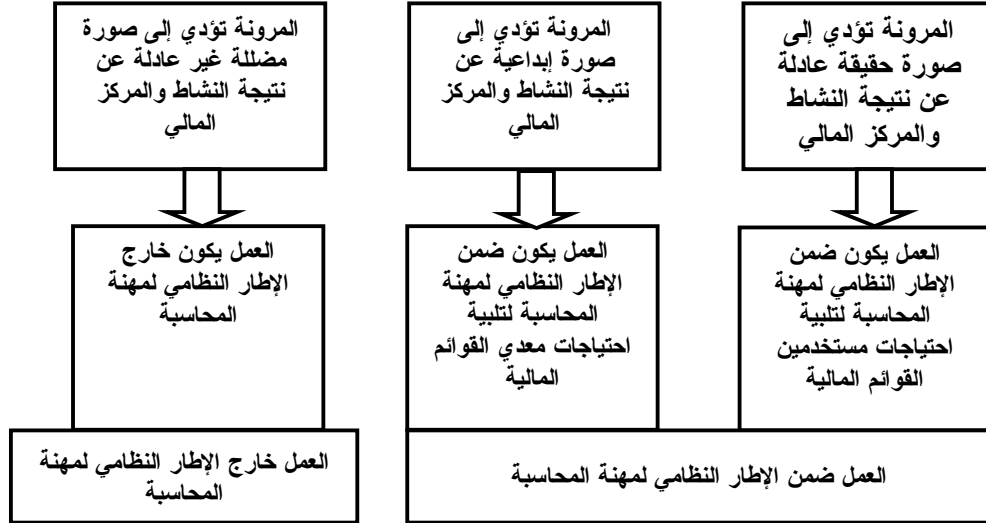 المرونة تؤدي إلى
صورة حقيقة عادلة
عن نتيجة النشاط
والمركز المالي
المرونة تؤدي إلى
صورة إبداعية عن
نتيجة النشاط والمركز
المالي
المرونة تؤدي إلى صورة
مضللة غير عادلة عن
نتيجة النشاط والمركز
المالي
العمل يكون ضمن
الإطار النظامي لمهنة
المحاسبة لتلبية
احتياجات مستخدمين
القوائم المالية
العمل يكون ضمن
الإطار النظامي لمهنة
المحاسبة لتلبية
احتياجات معدي القوائم
المالية
العمل يكون خارج
الإطار النظامي لمهنة
المحاسبة
العمل ضمن الإطار النظامي لمهنة المحاسبة
العمل خارج الإطار النظامي لمهنة
المحاسبة